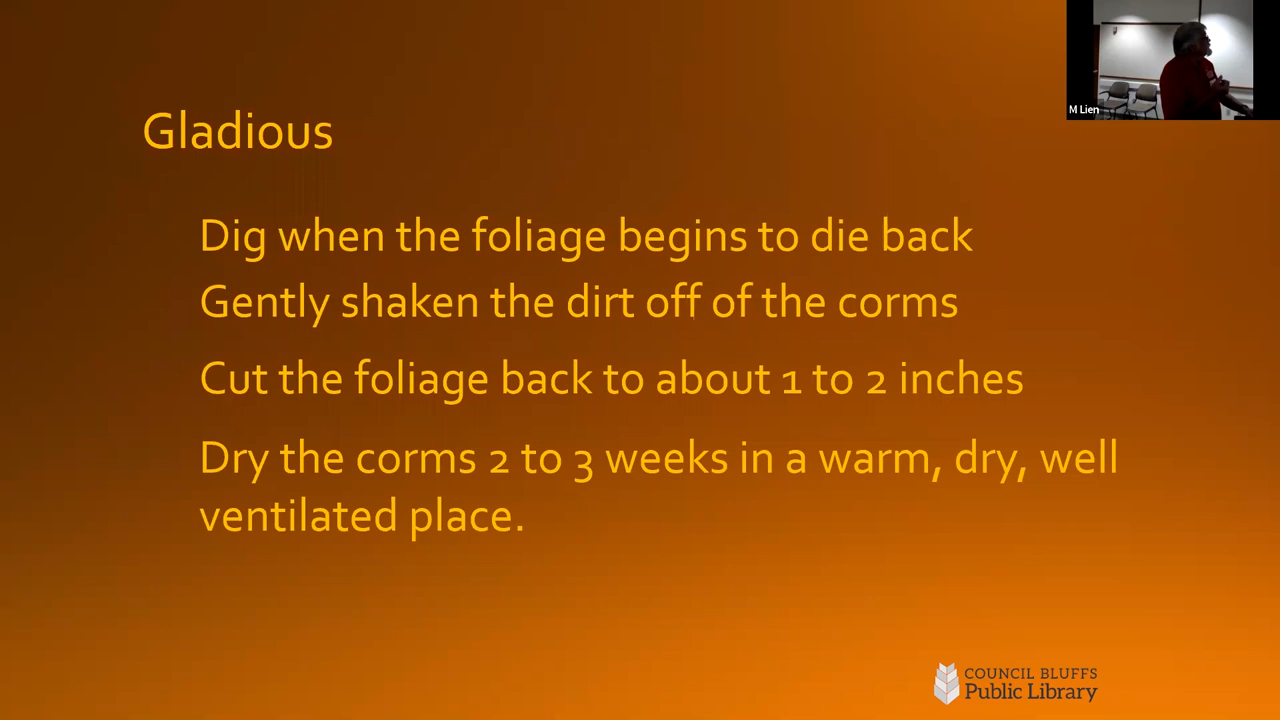 M Lien
Gladious
Dig when the foliage begins to die back
Gently shaken the dirt off of the corms
Cut the foliage back to about 1 to 2 inches
Dry the corms 2 to 3 weeks in a warm, dry, well
ventilated place.
COUNCIL BLUFFS
Public Library